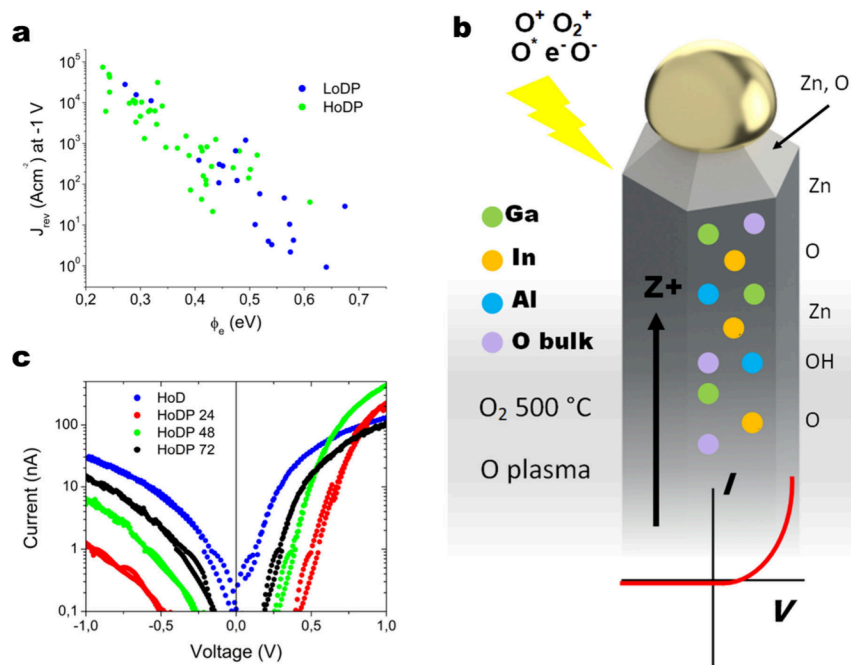 a
10⁵
10⁴
10³
10²
10¹
10⁰
J_rev (Acm⁻²) at -1 V
LoDP
HoDP
0,2 0,3 0,4 0,5 0,6 0,7
ϕ_e (eV)
b
O⁺ O₂⁺
O* e⁻ O⁻
Zn, O
Zn
O
Zn
OH
O
Ga
In
Al
O bulk
Z+
O₂ 500 °C
O plasma
I
V
c
HoD
HoDP 24
HoDP 48
HoDP 72
100
10
1
0,1
Current (nA)
-1,0 -0,5 0,0 0,5 1,0
Voltage (V)